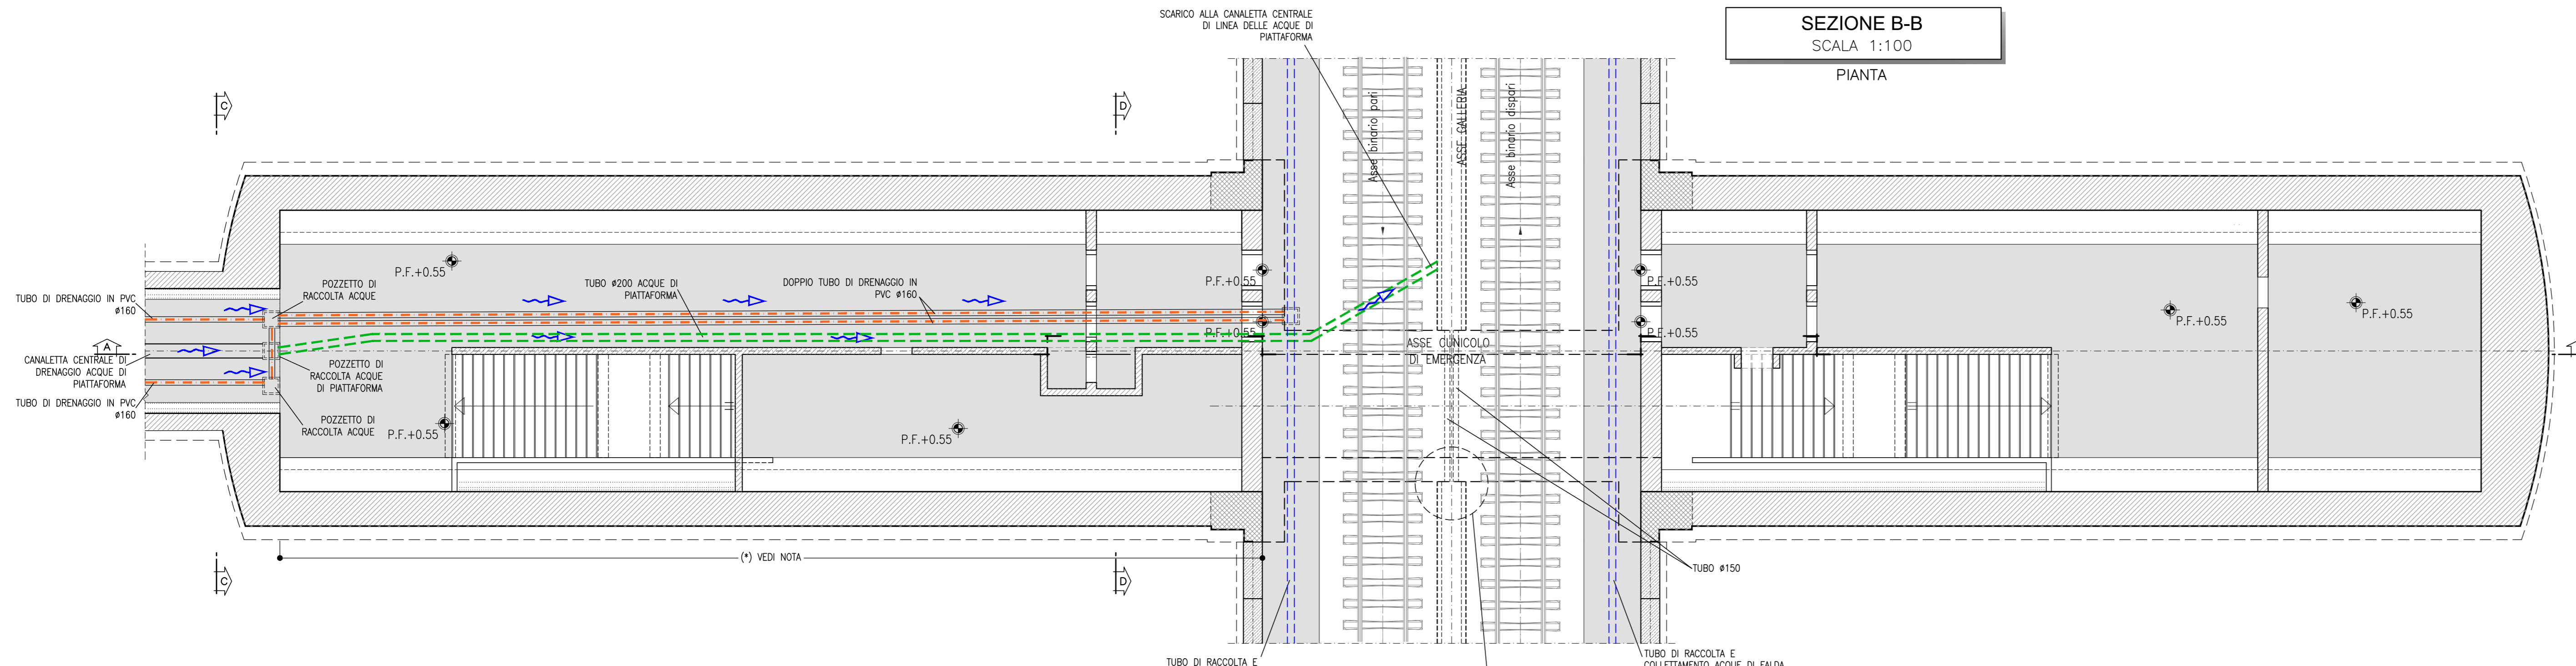 SCARICO ALLA CANALETTA CENTRALE
DI LINEA DELLE ACQUE DI
PIATTAFORMA
SEZIONE B-B
SCALA 1:100
PIANTA
C
D
Asse binario pari
ASSE GALLERIA
Asse binario dispari
P.F.+0.55
POZZETTO DI
RACCOLTA ACQUE
TUBO Ø200 ACQUE DI
PIATTAFORMA
DOPPIO TUBO DI DRENAGGIO IN
PVC Ø160
P.F.+0.55
P.F.+0.55
TUBO DI DRENAGGIO IN PVC
Ø160
P.F.+0.55
P.F.+0.55
P.F.+0.55
P.F.+0.55
A
CANALETTA CENTRALE DI
DRENAGGIO ACQUE DI
PIATTAFORMA
POZZETTO DI
RACCOLTA ACQUE
DI PIATTAFORMA
ASSE CUNICOLO
DI EMERGENZA
TUBO DI DRENAGGIO IN PVC
Ø160
POZZETTO DI
RACCOLTA ACQUE
P.F.+0.55
P.F.+0.55
(*) VEDI NOTA
C
D
TUBO Ø150
TUBO DI RACCOLTA E
TUBO DI RACCOLTA E
COLLETTAMENTO ACQUE DI FALDA